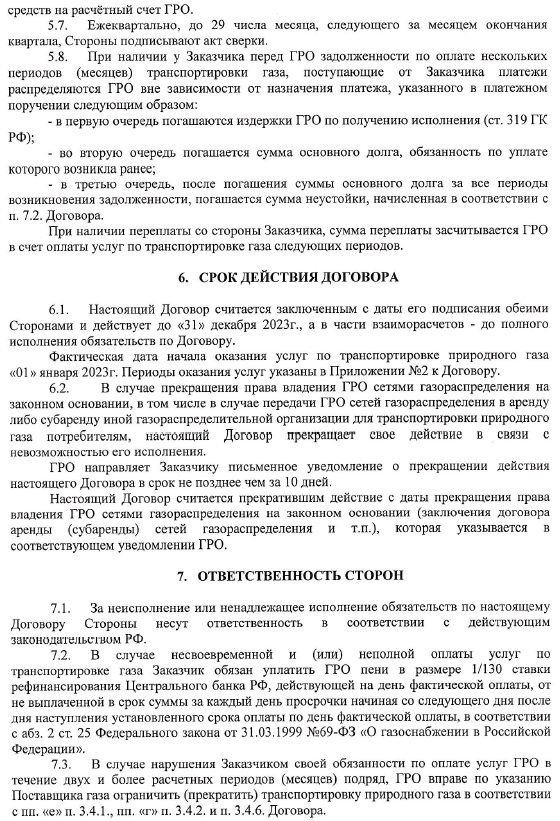 средств на расчётный счет ГРО.
5.7. Ежеквартально, до 29 числа месяца, следующего за месяцем окончания
квартала, Стороны подписывают акт сверки.
5.8. При наличии у Заказчика перед ГРО задолженности по оплате нескольких
периодов (месяцев) транспортировки газа, поступающие от Заказчика платежи
распределяются ГРО вне зависимости от назначения платежа, указанного в платежном
поручении следующим образом:
- в первую очередь погашаются издержки ГРО по получению исполнения (ст. 319 ГК
РФ);
- во вторую очередь погашается сумма основного долга, обязанность по уплате
которого возникла ранее;
- в третью очередь, после погашения суммы основного долга за все периоды
возникновения задолженности, погашается сумма неустойки, начисленная в соответствии с
п. 7.2. Договора.
При наличии переплаты со стороны Заказчика, сумма переплаты засчитывается ГРО
в счет оплаты услуг по транспортировке газа следующих периодов.
6. СРОК ДЕЙСТВИЯ ДОГОВОРА
6.1. Настоящий Договор считается заключенным с даты его подписания обеими
Сторонами и действует до «31» декабря 2023г., а в части взаиморасчетов - до полного
исполнения обязательств по Договору.
Фактическая дата начала оказания услуг по транспортировке природного газа
«01» января 2023г. Периоды оказания услуг указаны в Приложении №2 к Договору.
6.2. В случае прекращения права владения ГРО сетями газораспределения на
законном основании, в том числе в случае передачи ГРО сетей газораспределения в аренду
либо субаренду иной газораспределительной организации для транспортировки природного
газа потребителям, настоящий Договор прекращает свое действие в связи с
невозможностью его исполнения.
ГРО направляет Заказчику письменное уведомление о прекращении действия
настоящего Договора в срок не позднее чем за 10 дней.
Настоящий Договор считается прекратившим действие с даты прекращения права
владения ГРО сетями газораспределения на законном основании (заключения договора
аренды (субаренды) сетей газораспределения и т.п.), которая указывается в
соответствующем уведомлении ГРО.
7. ОТВЕТСТВЕННОСТЬ СТОРОН
7.1. За неисполнение или ненадлежащее исполнение обязательств по настоящему
Договору Стороны несут ответственность в соответствии с действующим
законодательством РФ.
7.2. В случае несвоевременной и (или) неполной оплаты услуг по
транспортировке газа Заказчик обязан уплатить ГРО пени в размере 1/130 ставки
рефинансирования Центрального банка РФ, действующей на день фактической оплаты, от
не выплаченной в срок суммы за каждый день просрочки начиная со следующего дня после
дня наступления установленного срока оплаты по день фактической оплаты, в соответствии
с абз. 2 ст. 25 Федерального закона от 31.03.1999 №69-ФЗ «О газоснабжении в Российской
Федерации».
7.3. В случае нарушения Заказчиком своей обязанности по оплате услуг ГРО в
течение двух и более расчетных периодов (месяцев) подряд, ГРО вправе по указанию
Поставщика газа ограничить (прекратить) транспортировку природного газа в соответствии
с пп. «е» п. 3.4.1., пп. «г» п. 3.4.2. и п. 3.4.6. Договора.